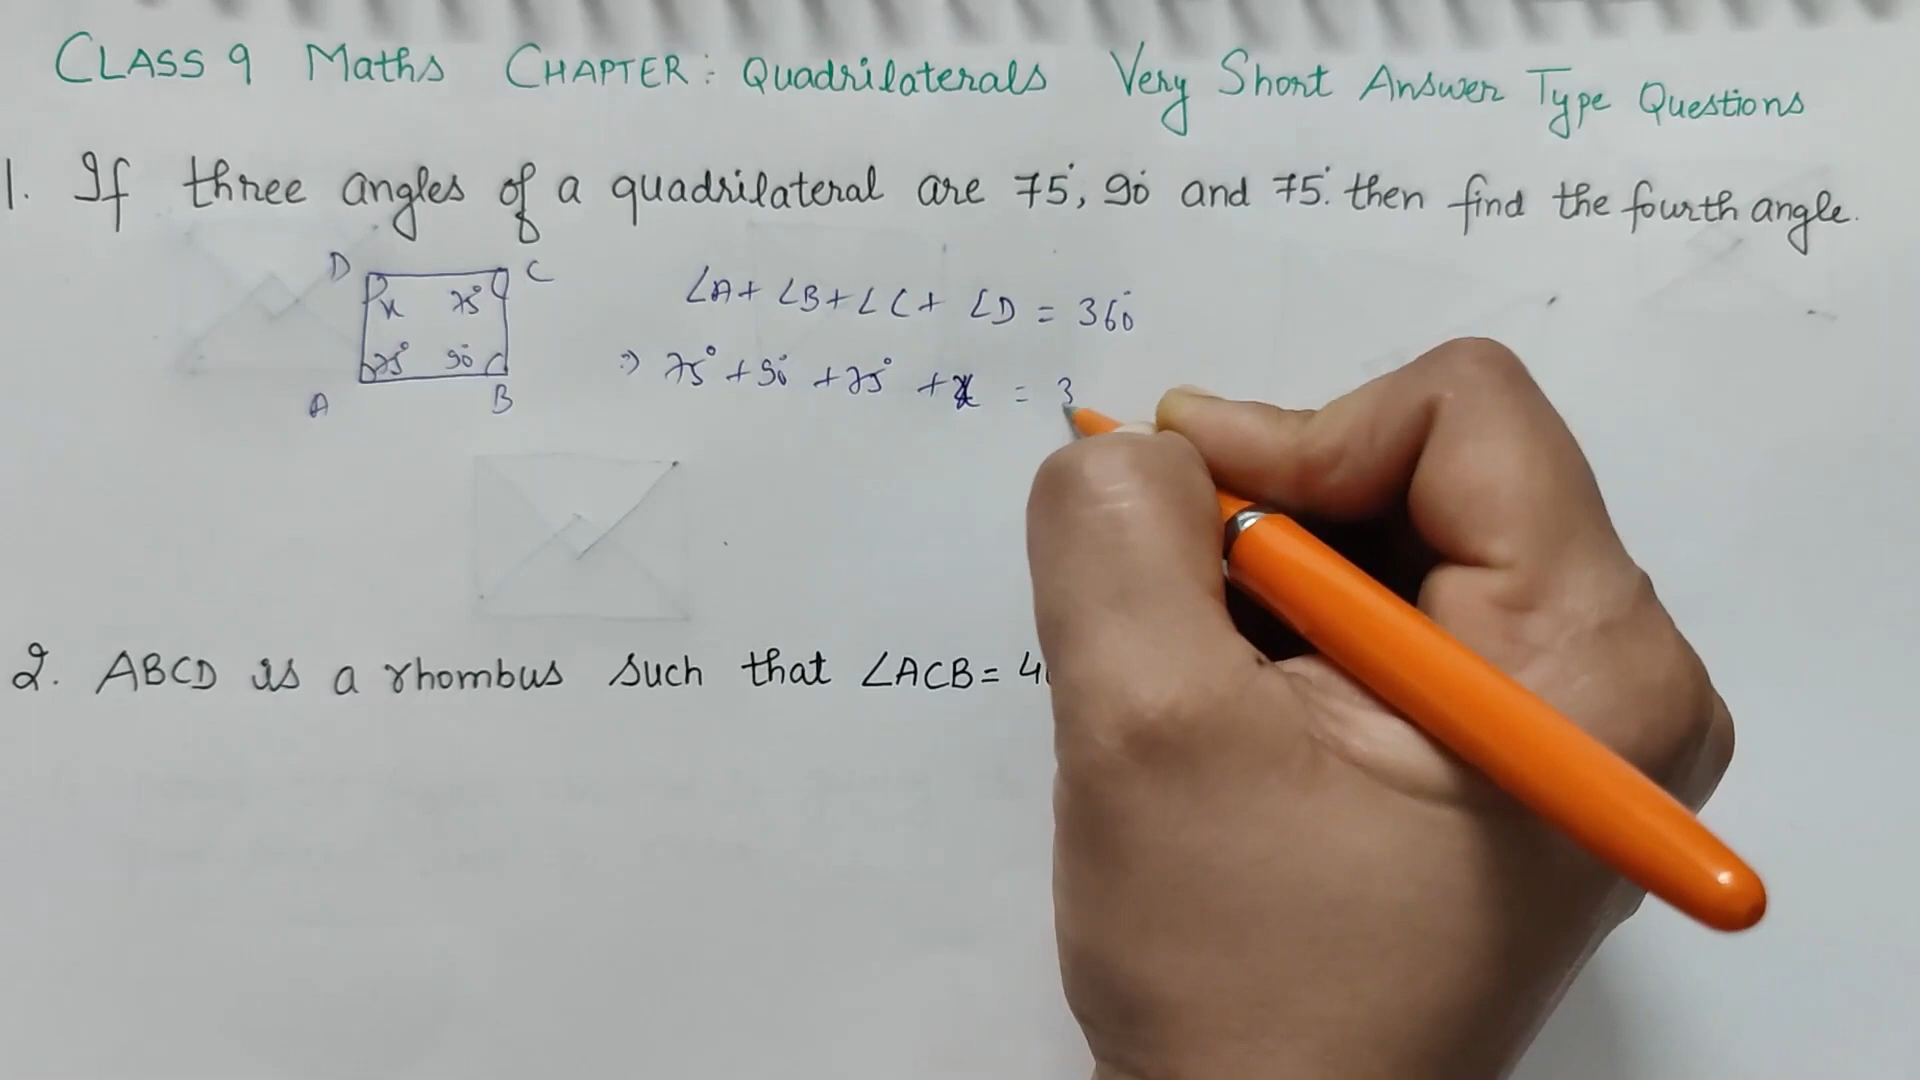 CLASS 9 Maths CHAPTER: Quadrilaterals Very Short Answer Type Questions
1. If three angles of a quadrilateral are 75°, 90° and 75°. then find the fourth angle.
D C
x 75°
75° 90°
A B
∠A + ∠B + ∠C + ∠D = 360°
⇒ 75° + 90° + 75° + x = 3
2. ABCD is a rhombus such that ∠ACB = 4